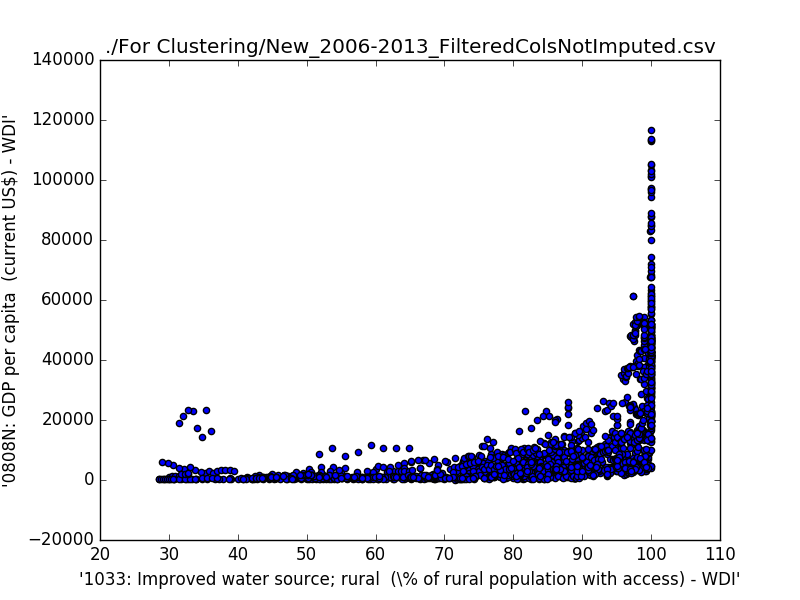 ./For Clustering/New_2006-2013_FilteredColsNotImputed.csv
'0808N: GDP per capita  (current US$) - WDI'
140000
120000
100000
80000
60000
40000
20000
0
−20000
20 30 40 50 60 70 80 90 100 110
'1033: Improved water source; rural  (\% of rural population with access) - WDI'